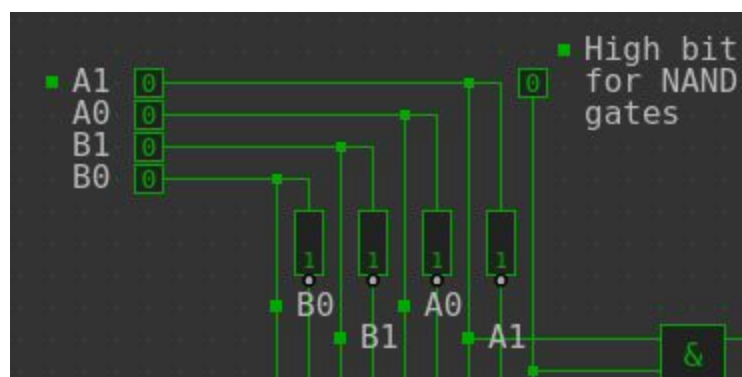 High bit
A1 0 0 for NAND
A0 0 gates
B1 0
B0 0
1 1 1 1
B0 A0
B1 A1
&